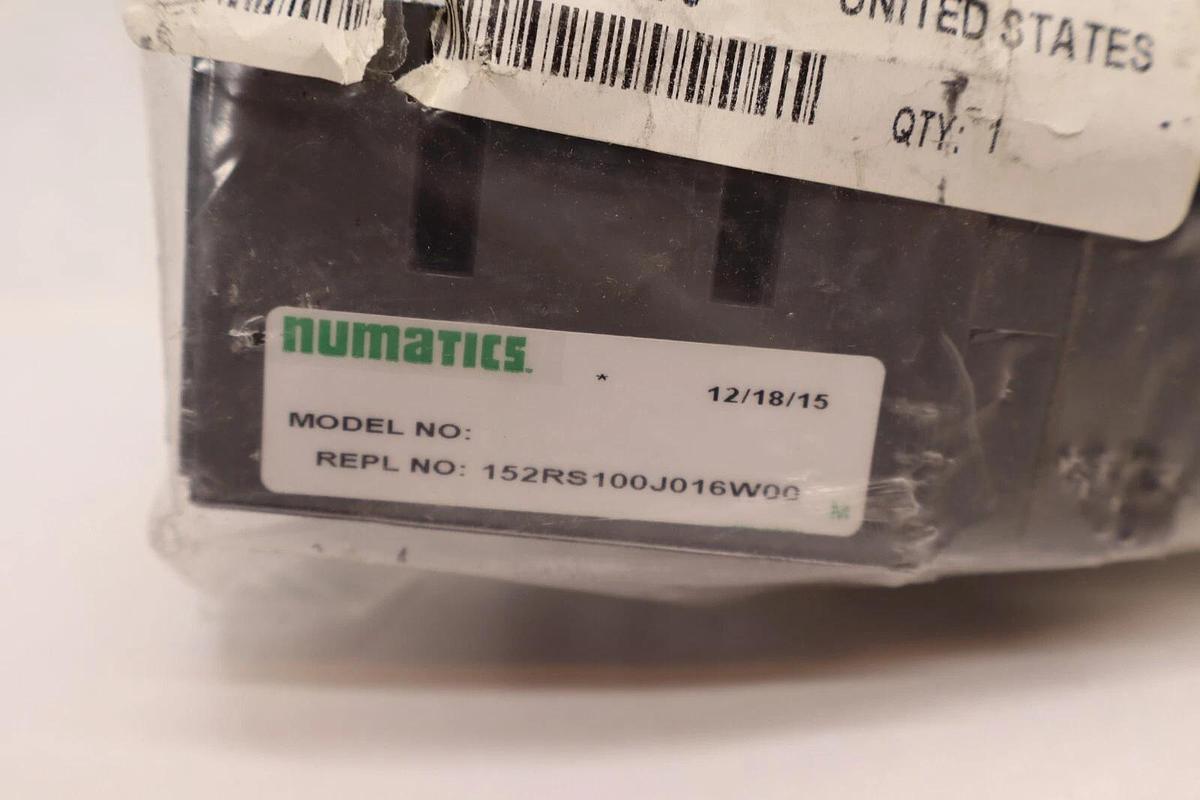 UNITED STATES
QTY: 1
numatics.
* 12/18/15
MODEL NO:
REPL NO: 152RS100J016W00
M